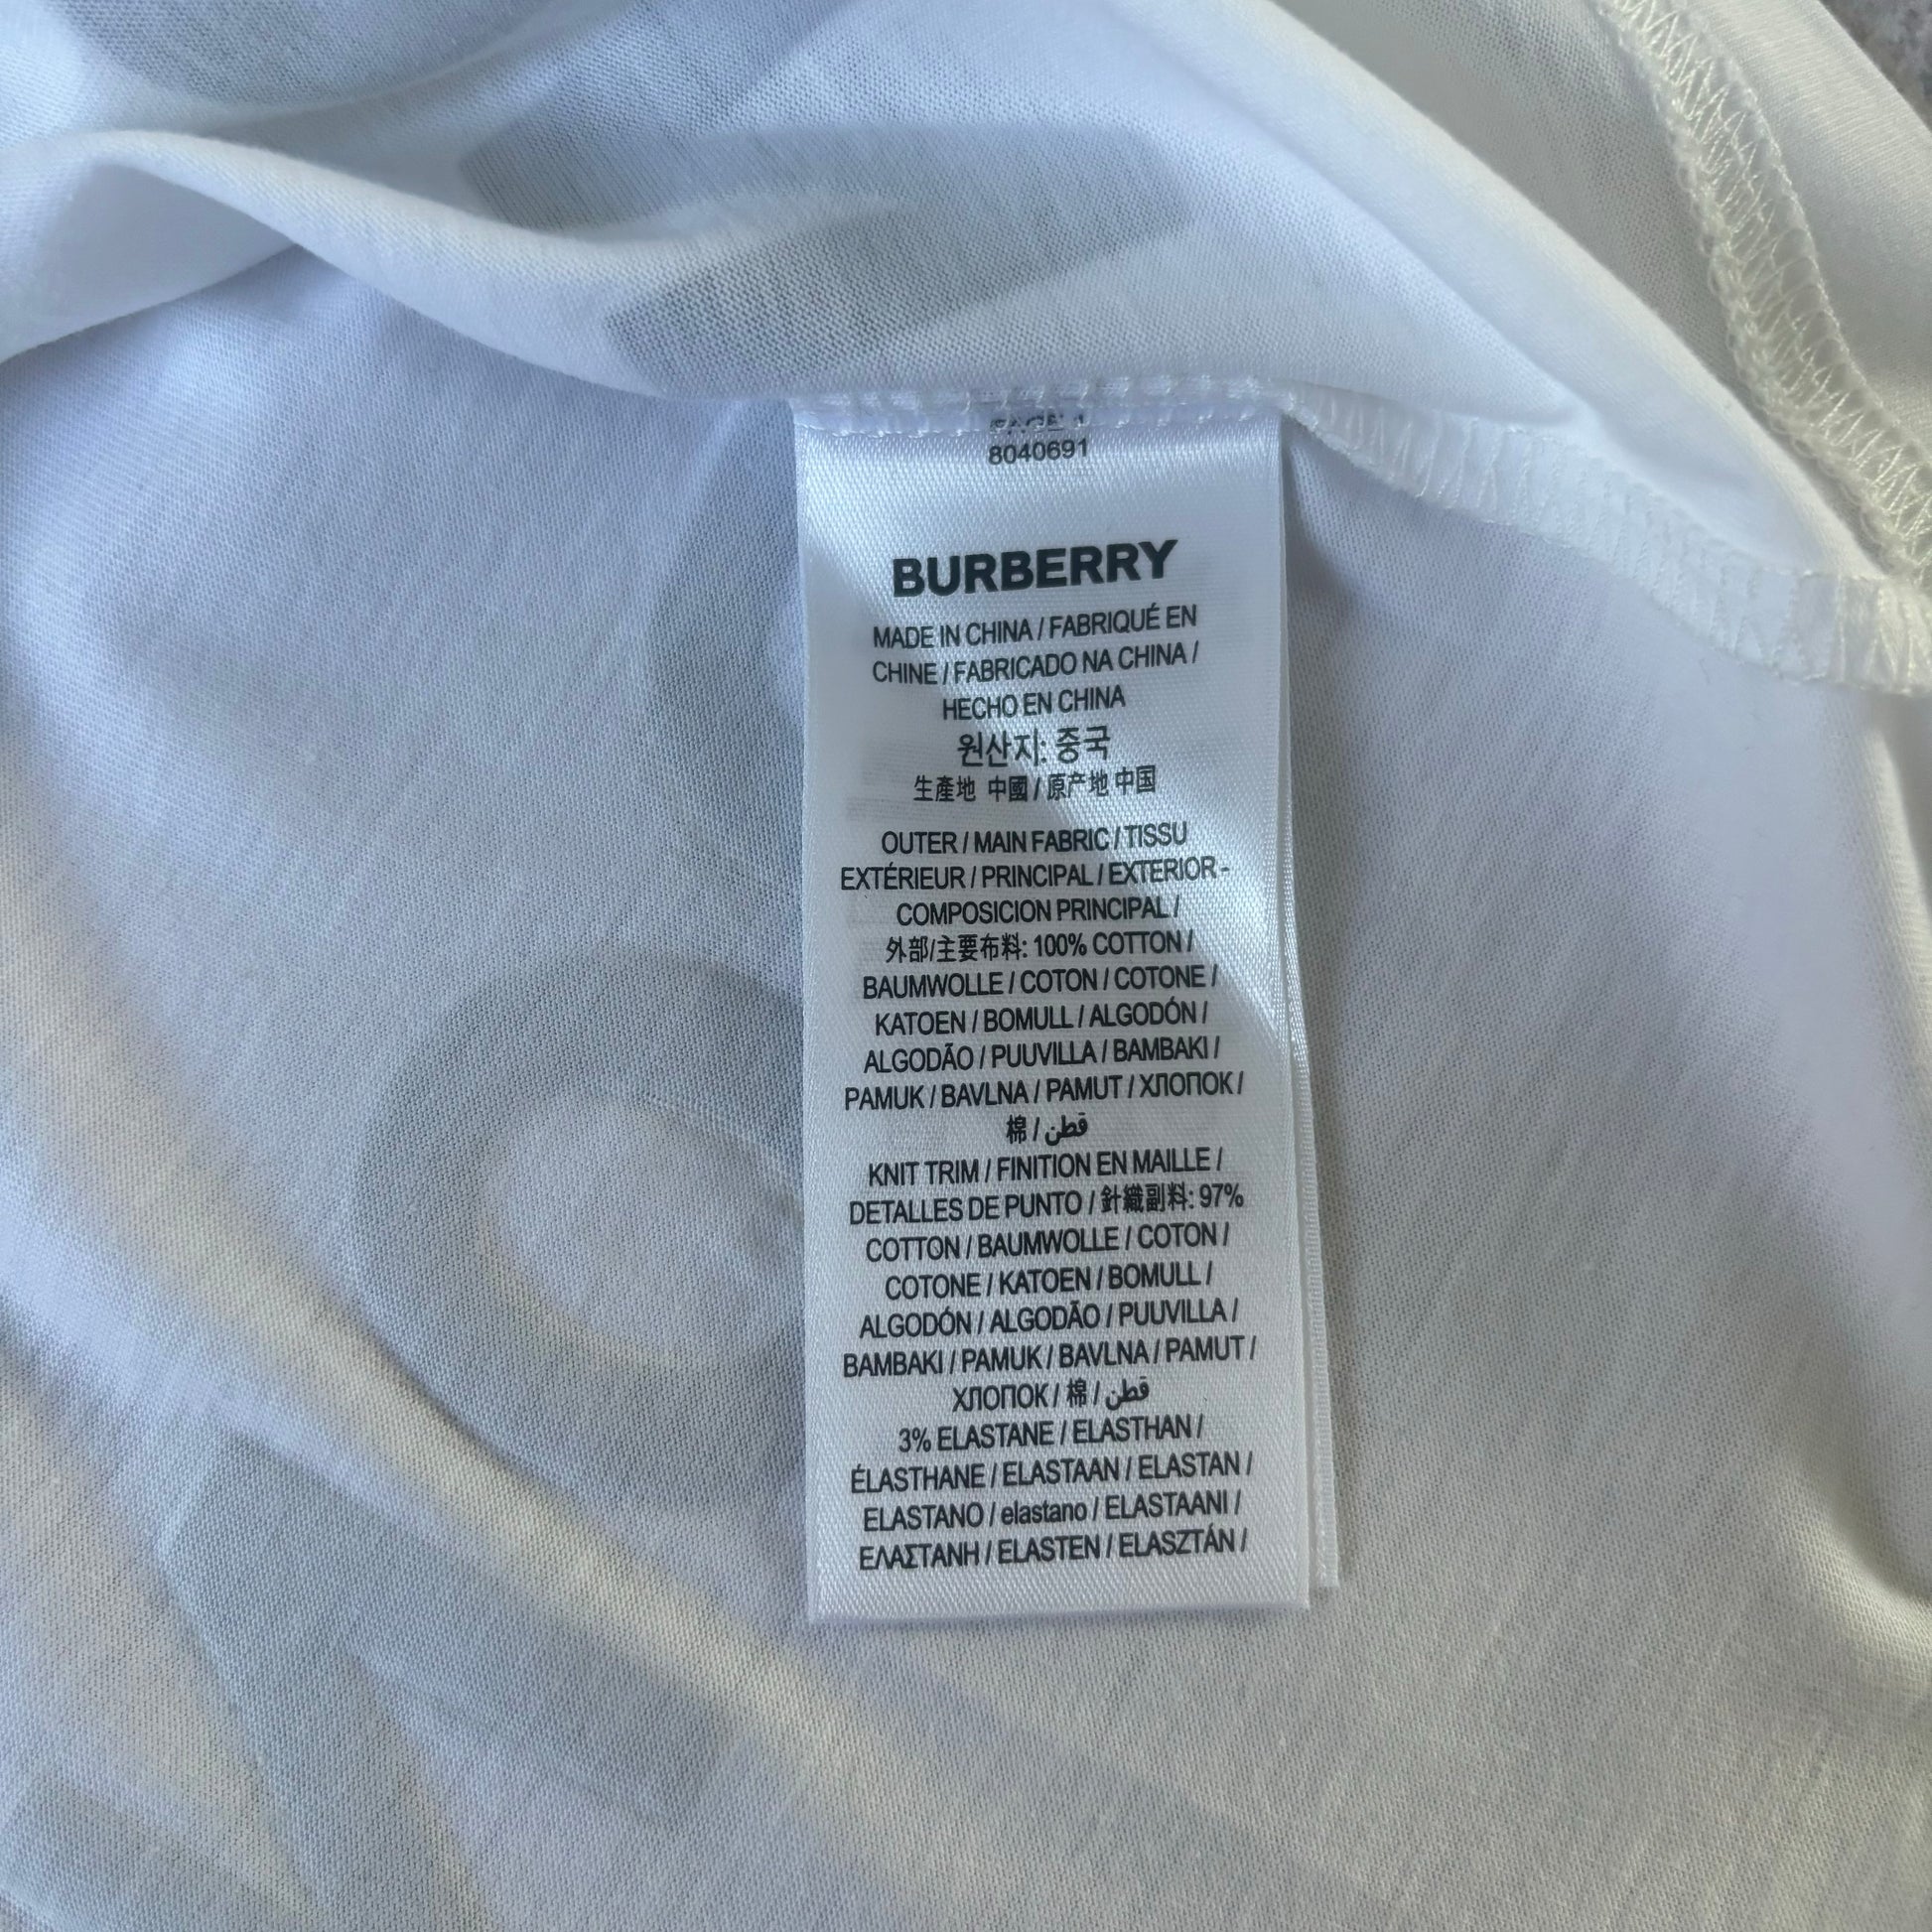 PAGE 1
8040691
BURBERRY
MADE IN CHINA / FABRIQUÉ EN
CHINE / FABRICADO NA CHINA /
HECHO EN CHINA
원산지: 중국
生產地 中國 / 原产地 中国
OUTER / MAIN FABRIC / TISSU
EXTÉRIEUR / PRINCIPAL / EXTERIOR -
COMPOSICION PRINCIPAL /
外部/主要布料: 100% COTTON /
BAUMWOLLE / COTON / COTONE /
KATOEN / BOMULL / ALGODÓN /
ALGODÃO / PUUVILLA / BAMBAKI /
PAMUK / BAVLNA / PAMUT / ХЛОПОК /
棉 / قطن
KNIT TRIM / FINITION EN MAILLE /
DETALLES DE PUNTO / 針織副料: 97%
COTTON / BAUMWOLLE / COTON /
COTONE / KATOEN / BOMULL /
ALGODÓN / ALGODÃO / PUUVILLA /
BAMBAKI / PAMUK / BAVLNA / PAMUT /
ХЛОПОК / 棉 / قطن
3% ELASTANE / ELASTHAN /
ÉLASTHANE / ELASTAAN / ELASTAN /
ELASTANO / elastano / ELASTAANI /
ΕΛΑΣΤΑΝΗ / ELASTEN / ELASZTÁN /